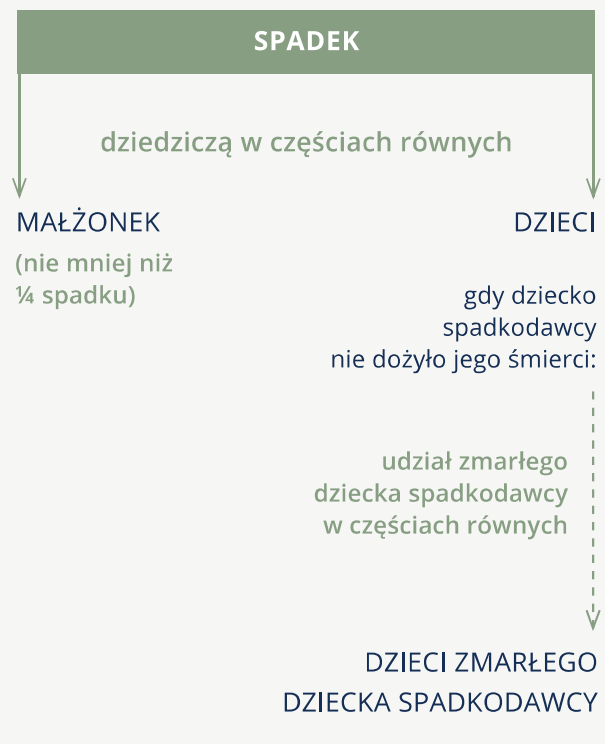 SPADEK
dziedziczą w częściach równych
MAŁŻONEK
(nie mniej niż
¼ spadku)
DZIECI
gdy dziecko
spadkodawcy
nie dożyło jego śmierci:
udział zmarłego
dziecka spadkodawcy
w częściach równych
DZIECI ZMARŁEGO
DZIECKA SPADKODAWCY